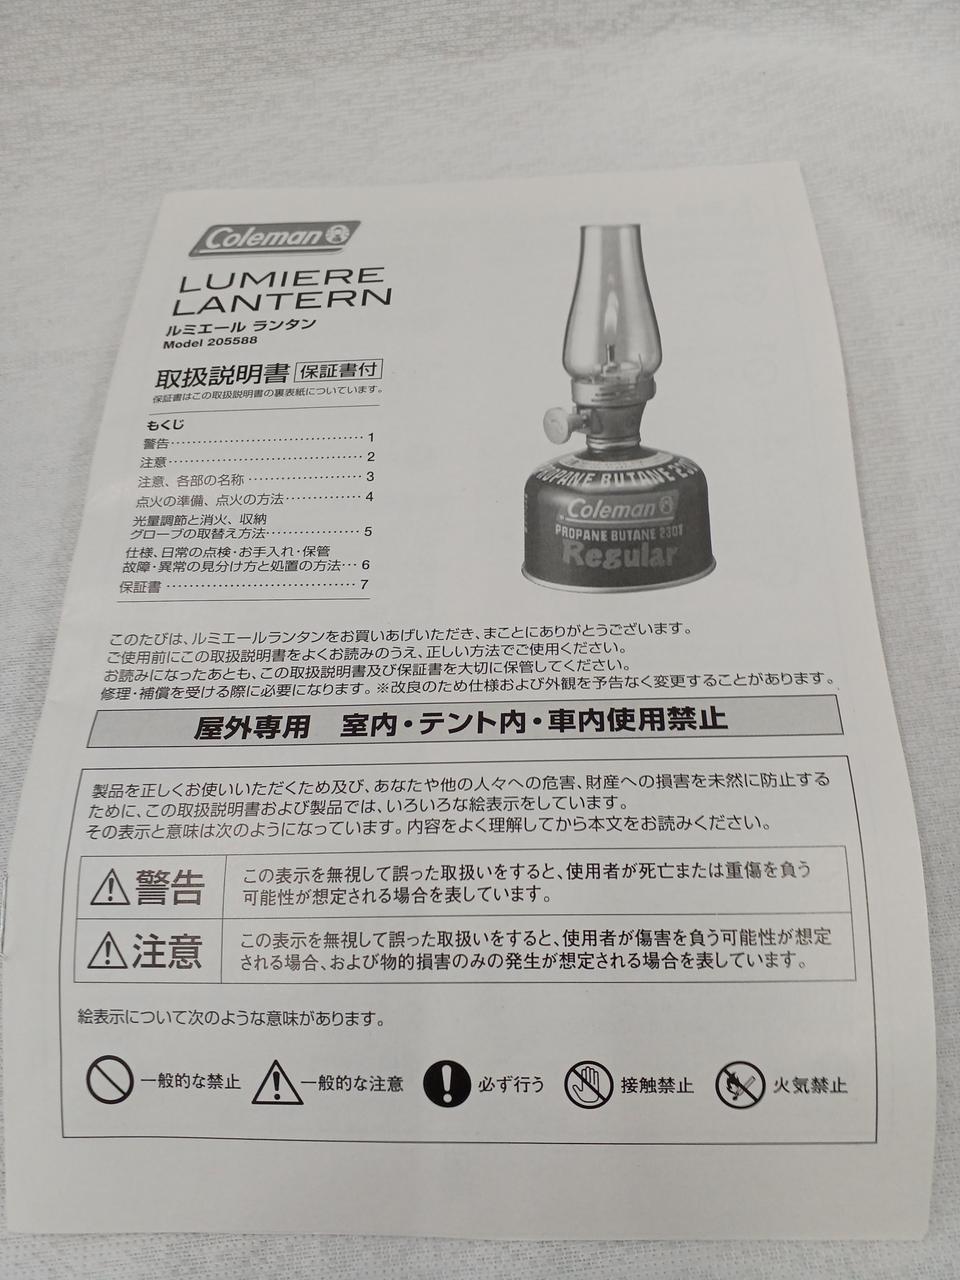 Coleman
LUMIERE
LANTERN
ルミエール ランタン
Model 205588
取扱説明書 保証書付
保証書はこの取扱説明書の裏表紙についています。
もくじ
警告 1
注意 2
注意、各部の名称 3
点火の準備、点火の方法 4
光量調節と消火、収納
グローブの取替え方法 5
仕様、日常の点検・お手入れ・保管
故障・異常の見分け方と処置の方法 6
保証書 7
PROPANE BUTANE 230T
Coleman
PROPANE BUTANE 230T
Regular
このたびは、ルミエールランタンをお買いあげいただき、まことにありがとうございます。
ご使用前にこの取扱説明書をよくお読みのうえ、正しい方法でご使用ください。
お読みになったあとも、この取扱説明書及び保証書を大切に保管してください。
修理・補償を受ける際に必要になります。※改良のため仕様および外観を予告なく変更することがあります。
屋外専用 室内・テント内・車内使用禁止
製品を正しくお使いいただくため及び、あなたや他の人々への危害、財産への損害を未然に防止する
ために、この取扱説明書および製品では、いろいろな絵表示をしています。
その表示と意味は次のようになっています。内容をよく理解してから本文をお読みください。
警告
この表示を無視して誤った取扱いをすると、使用者が死亡または重傷を負う
可能性が想定される場合を表しています。
注意
この表示を無視して誤った取扱いをすると、使用者が傷害を負う可能性が想定
される場合、および物的損害のみの発生が想定される場合を表しています。
絵表示について次のような意味があります。
一般的な禁止 一般的な注意 必ず行う 接触禁止 火気禁止